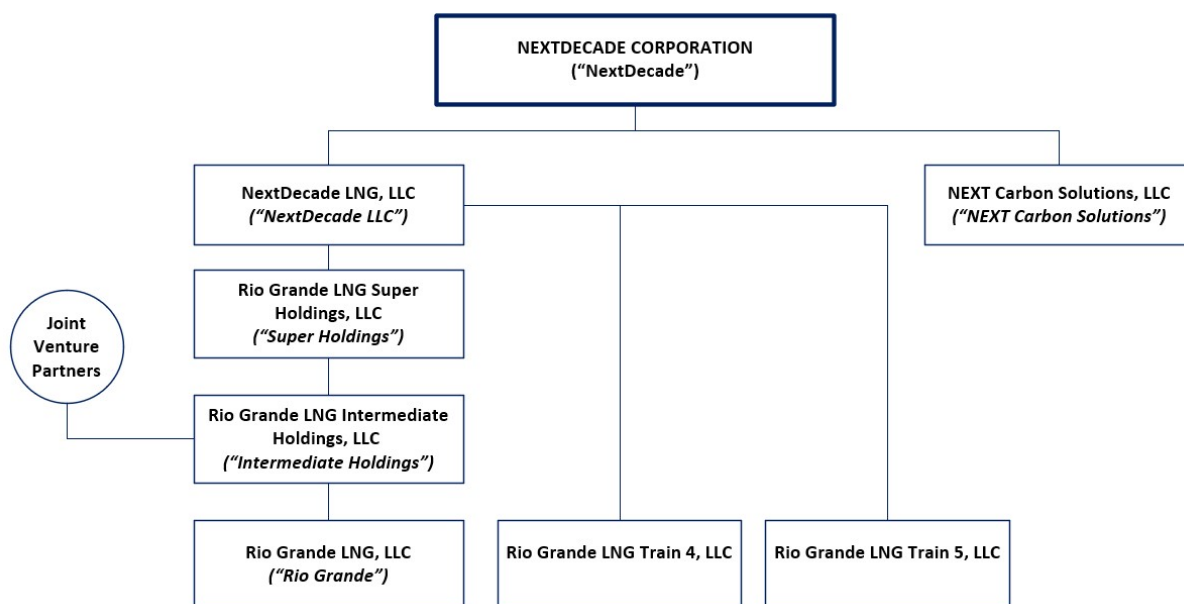 NEXTDECADE CORPORATION
(“NextDecade”)
NextDecade LNG, LLC
(“NextDecade LLC”)
NEXT Carbon Solutions, LLC
(“NEXT Carbon Solutions”)
Rio Grande LNG Super
Holdings, LLC
(“Super Holdings”)
Joint
Venture
Partners
Rio Grande LNG Intermediate
Holdings, LLC
(“Intermediate Holdings”)
Rio Grande LNG, LLC
(“Rio Grande”)
Rio Grande LNG Train 4, LLC
Rio Grande LNG Train 5, LLC